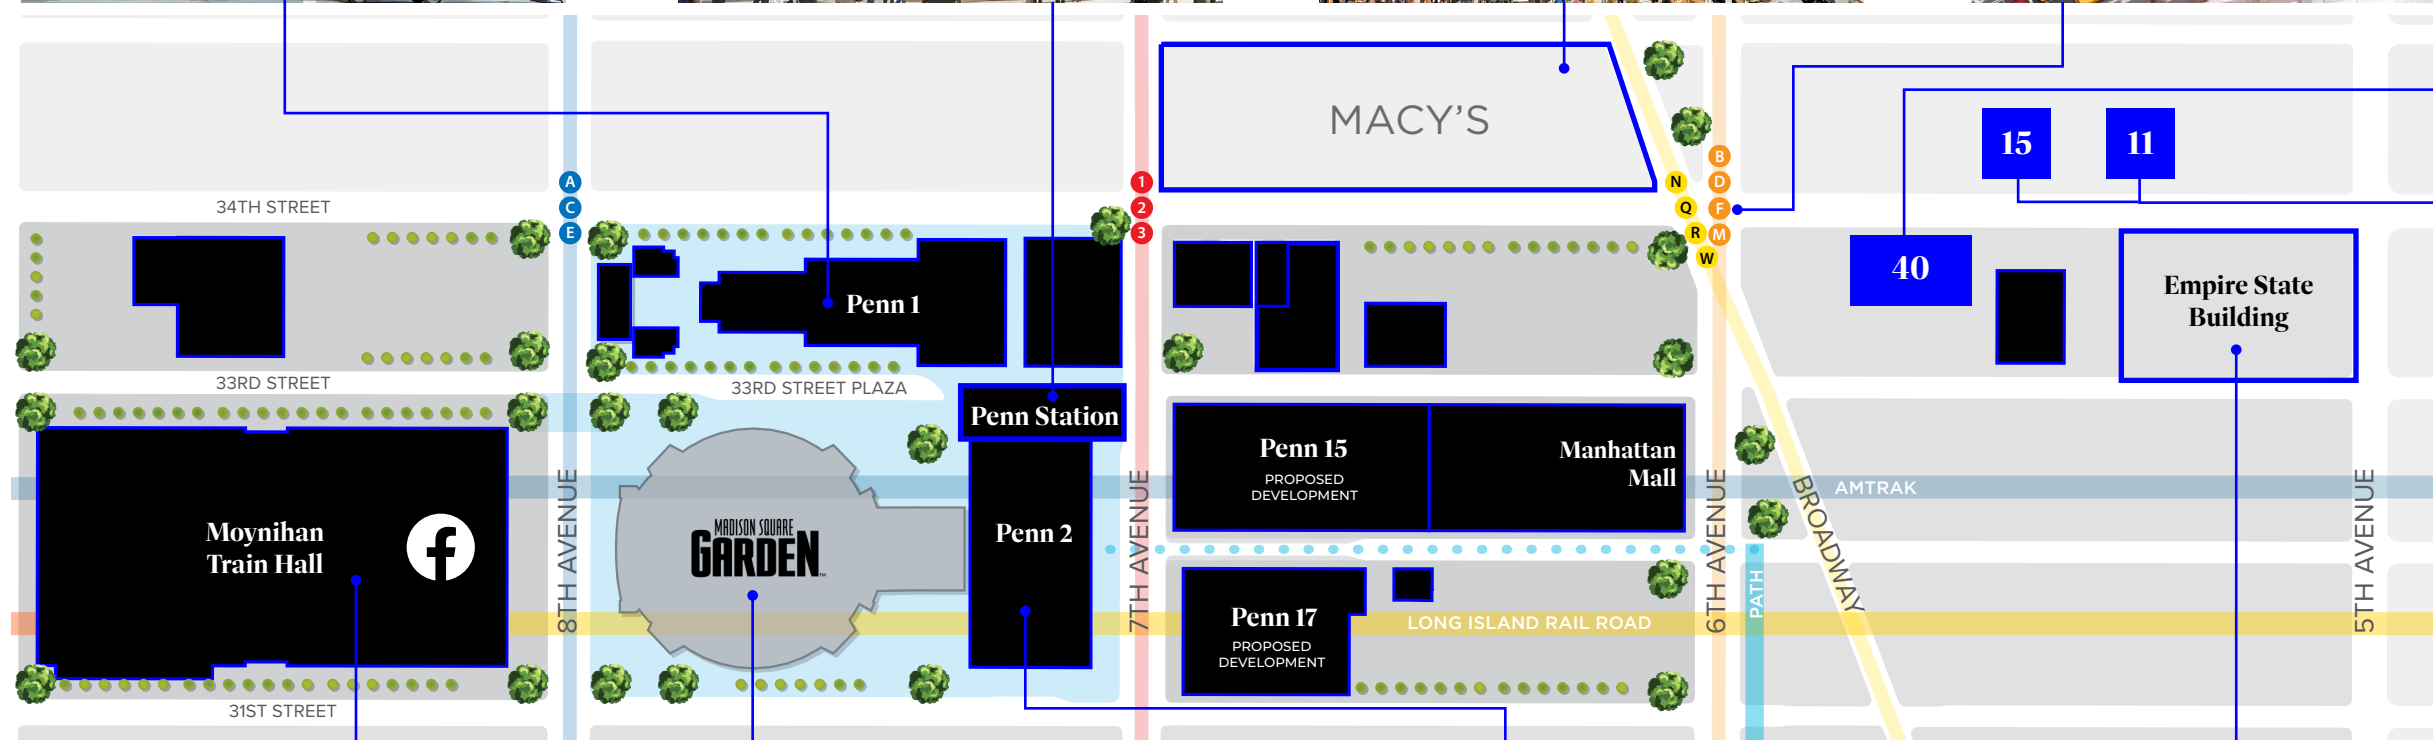 MACY'S
15
11
A
C
E
1
2
3
B
D
F
M
N
Q
R
W
34TH STREET
Penn 1
40
Empire State
Building
33RD STREET
33RD STREET PLAZA
Penn Station
Penn 15
PROPOSED
DEVELOPMENT
Manhattan
Mall
Moynihan
Train Hall
f
8TH AVENUE
MADISON SQUARE
GARDEN
Penn 2
7TH AVENUE
6TH AVENUE
PATH
BROADWAY
AMTRAK
5TH AVENUE
Penn 17
PROPOSED
DEVELOPMENT
LONG ISLAND RAIL ROAD
31ST STREET